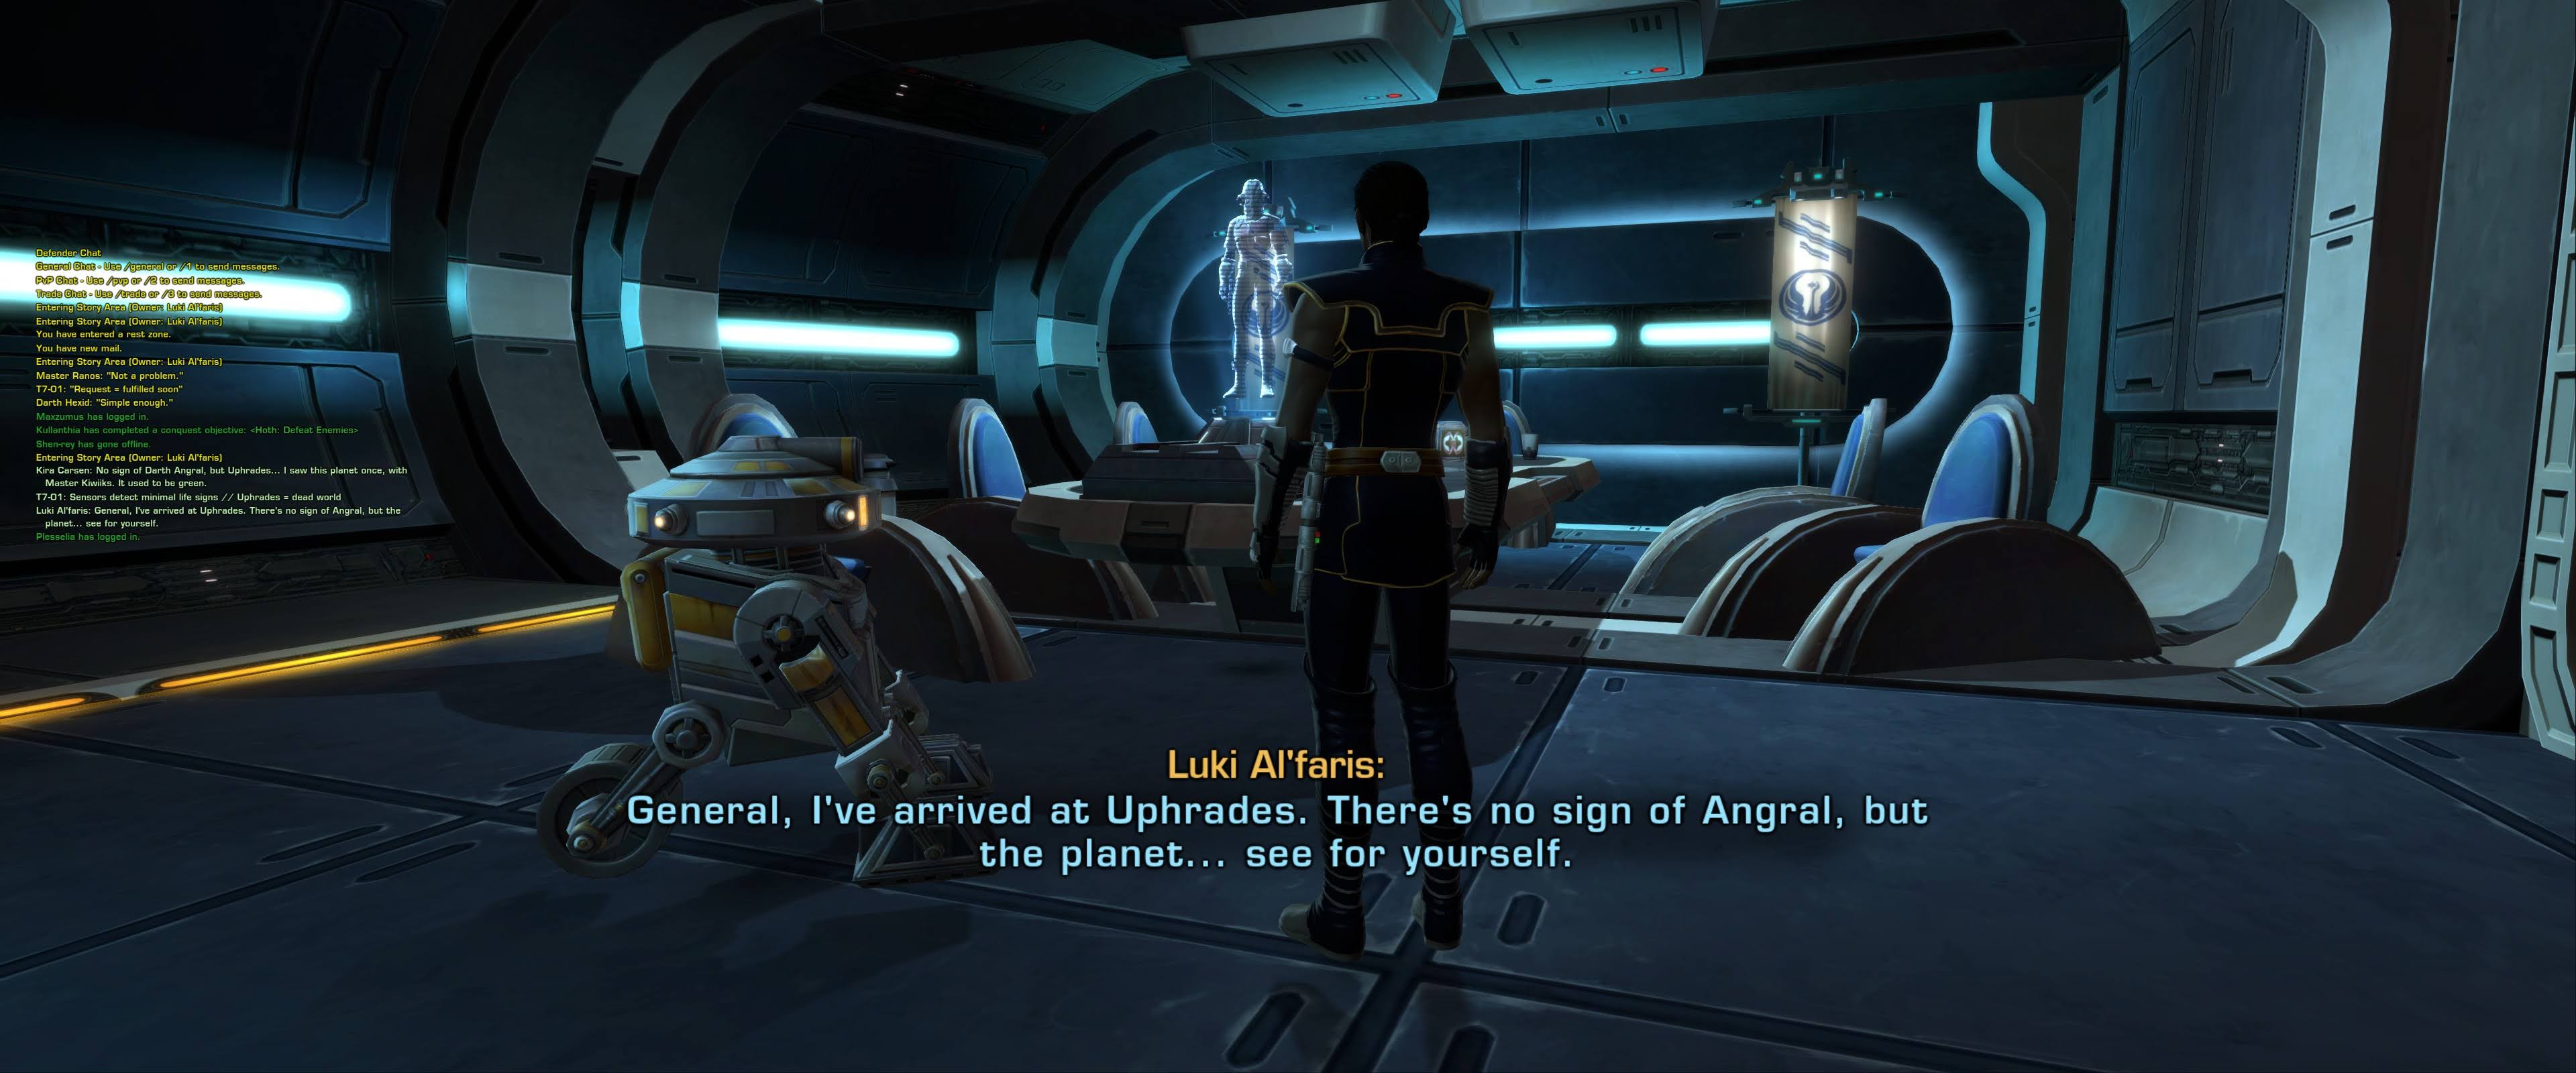 Defender Chat
General Chat - Use /general or /1 to send messages.
PvP Chat - Use /pvp or /2 to send messages.
Trade Chat - Use /trade or /3 to send messages.
Entering Story Area (Owner: Luki Al'faris)
Entering Story Area (Owner: Luki Al'faris)
You have entered a rest zone.
You have new mail.
Entering Story Area (Owner: Luki Al'faris)
Master Ranos: "Not a problem."
T7-01: "Request = fulfilled soon"
Darth Hexid: "Simple enough."
Maxzumus has logged in.
Kullanthia has completed a conquest objective: <Hoth: Defeat Enemies>
Shen-rey has gone offline.
Entering Story Area (Owner: Luki Al'faris)
Kira Carsen: No sign of Darth Angral, but Uphrades... I saw this planet once, with
Master Kiwiiks. It used to be green.
T7-01: Sensors detect minimal life signs // Uphrades = dead world
Luki Al'faris: General, I've arrived at Uphrades. There's no sign of Angral, but the
planet... see for yourself.
Plesselia has logged in.
Luki Al'faris:
General, I've arrived at Uphrades. There's no sign of Angral, but
the planet... see for yourself.